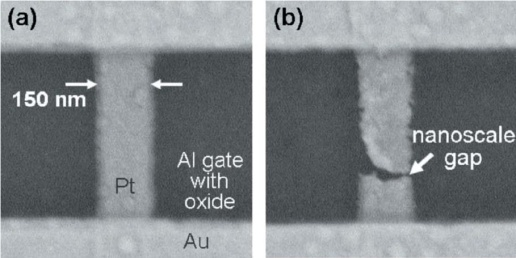 (a)
150 nm
Pt
Al gate
with
oxide
Au
(b)
nanoscale
gap